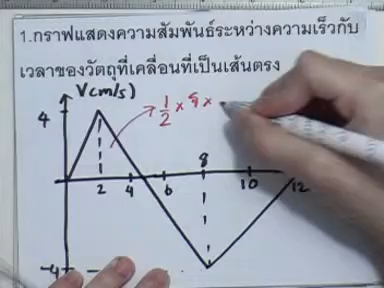 1.กราฟแสดงความสัมพันธ์ระหว่างความเร็วกับ
เวลาของวัตถุที่เคลื่อนที่เป็นเส้นตรง
V(m/s)
4
1/2 × ร × 
8
2 4 6 10 12
-4